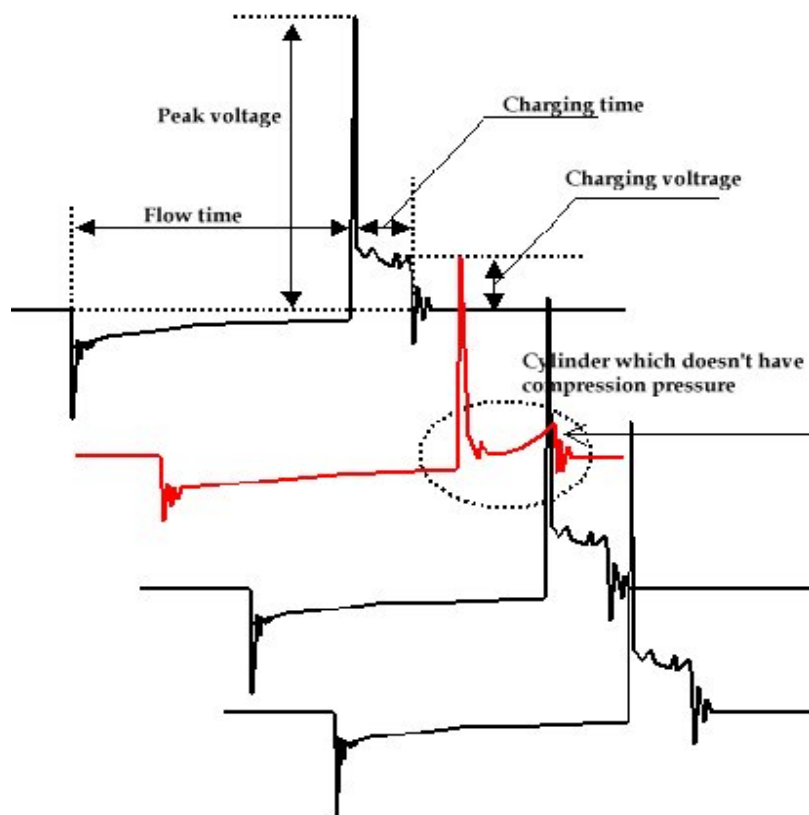 Peak voltage
Charging time
Charging voltrage
Flow time
Cylinder which doesn't have
compression pressure